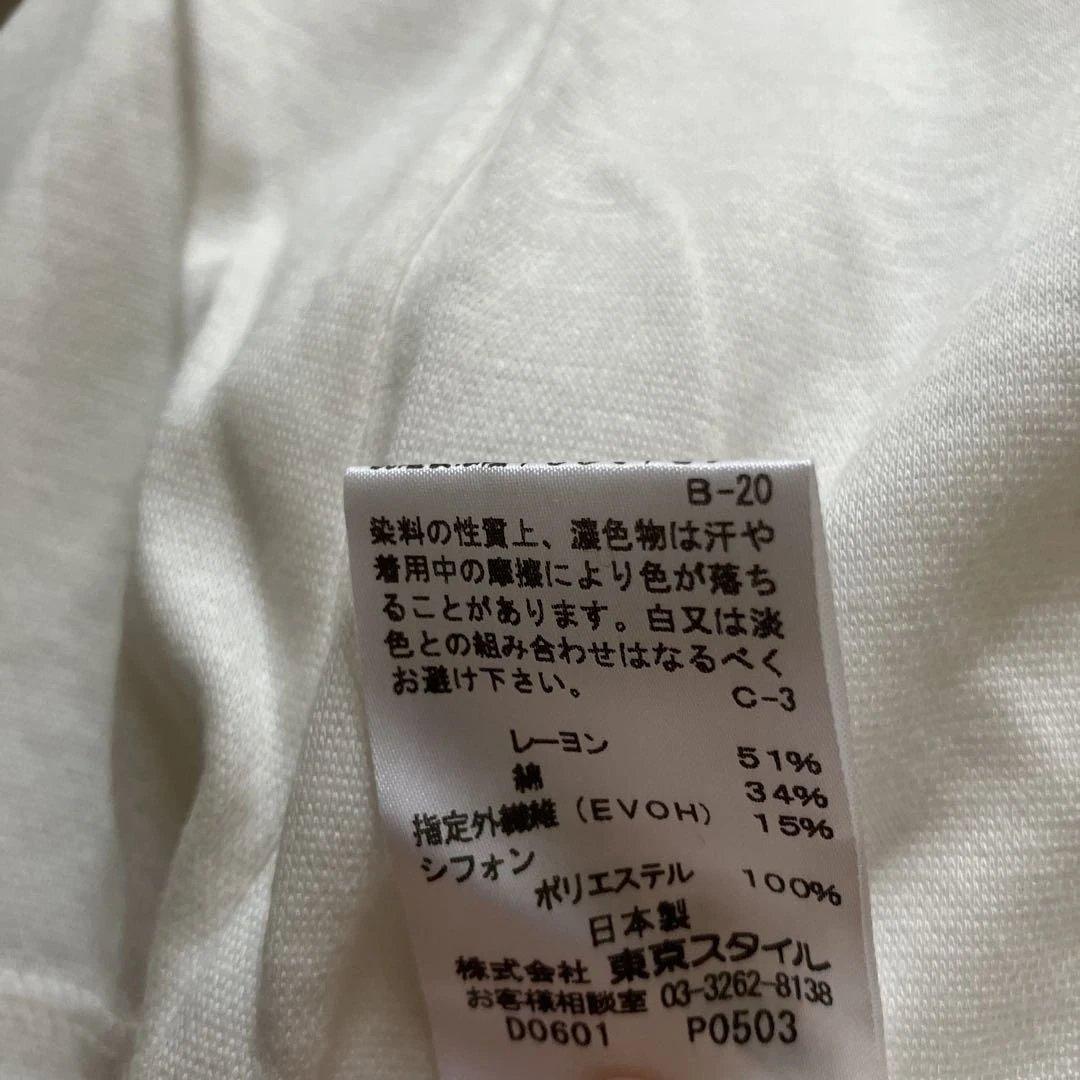 B-20
染料の性質上、濃色物は汗や
着用中の摩擦により色が落ち
ることがあります。白又は淡
色との組み合わせはなるべく
お避け下さい。
C-3
レーヨン 51%
綿 34%
指定外繊維（EVOH） 15%
シフォン
ポリエステル 100%
日本製
株式会社 東京スタイル
お客様相談室 03-3262-8138
D0601 P0503